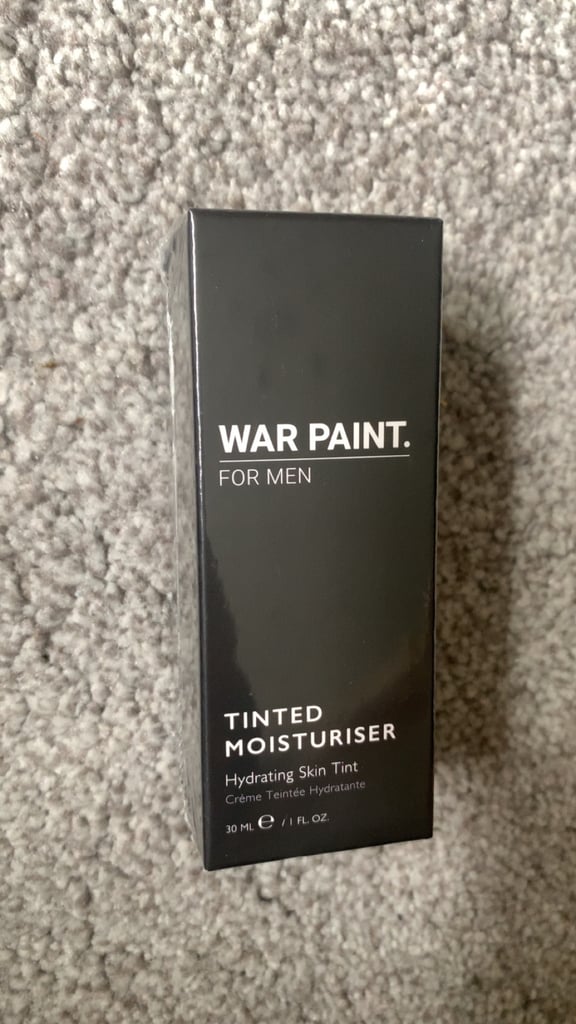 WAR PAINT.
FOR MEN
TINTED
MOISTURISER
Hydrating Skin Tint
Crème Teintée Hydratante
30 ML ℮ / 1 FL. OZ.